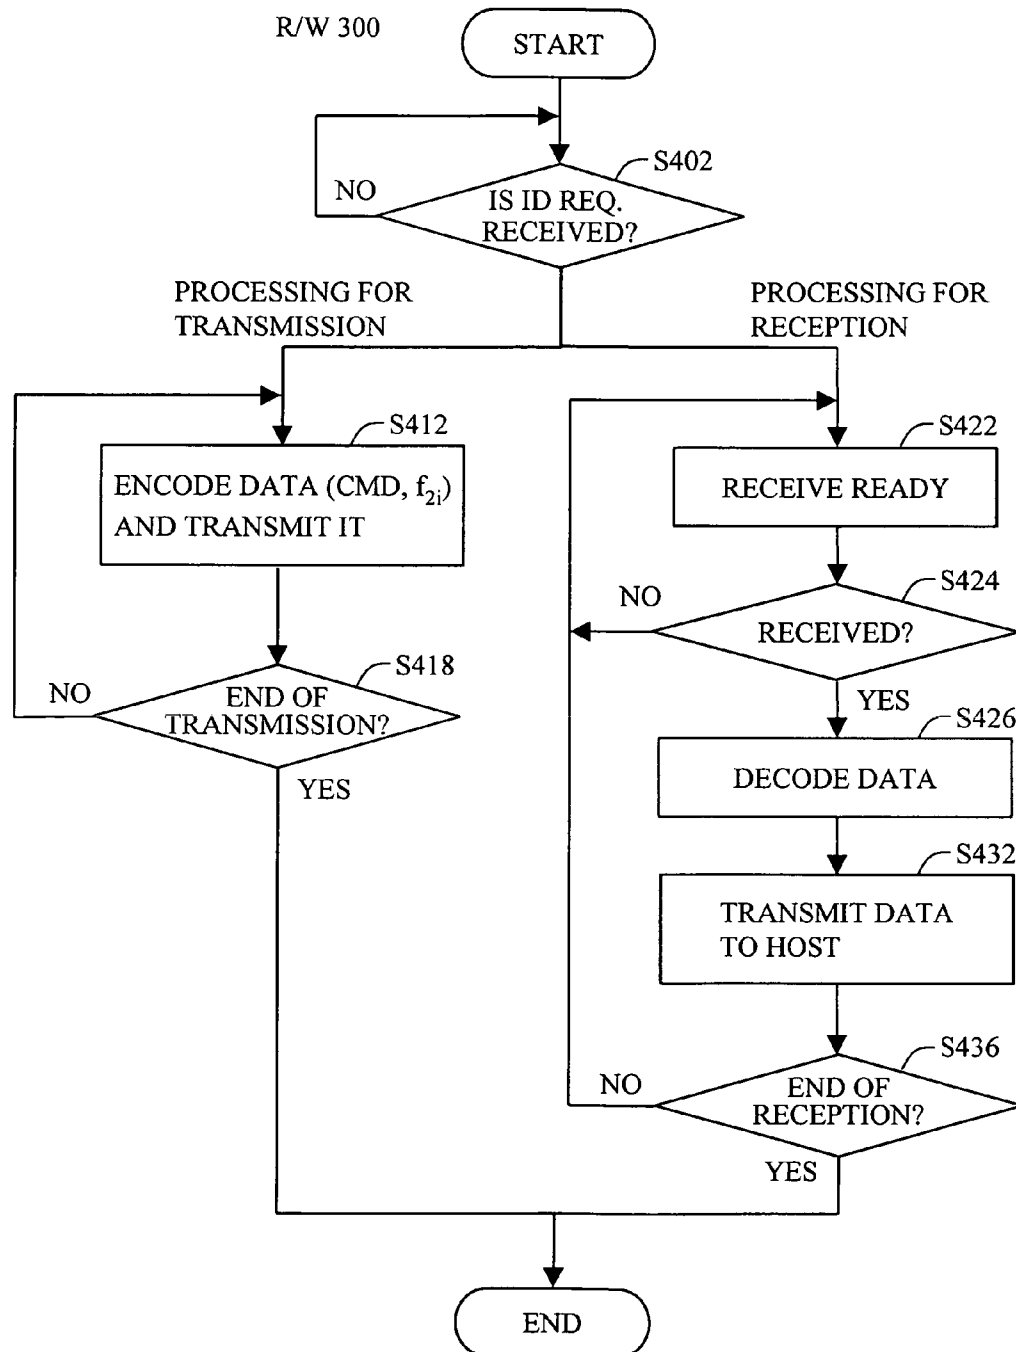 R/W 300
START
S402
NO
IS ID REQ.
RECEIVED?
PROCESSING FOR
TRANSMISSION
PROCESSING FOR
RECEPTION
S412
ENCODE DATA (CMD, f2i)
AND TRANSMIT IT
S422
RECEIVE READY
S424
NO
RECEIVED?
YES
S418
NO
END OF
TRANSMISSION?
YES
S426
DECODE DATA
S432
TRANSMIT DATA
TO HOST
S436
NO
END OF
RECEPTION?
YES
END